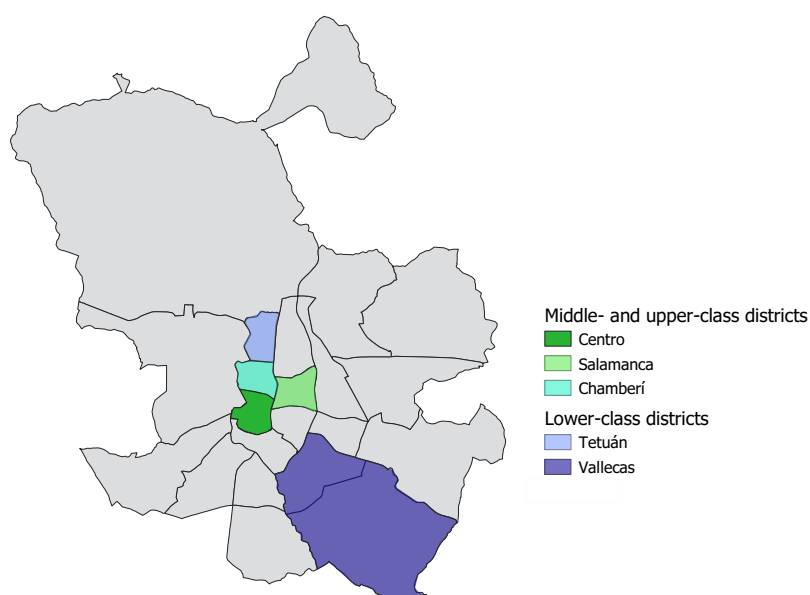 Middle- and upper-class districts
Centro
Salamanca
Chamberí
Lower-class districts
Tetuán
Vallecas